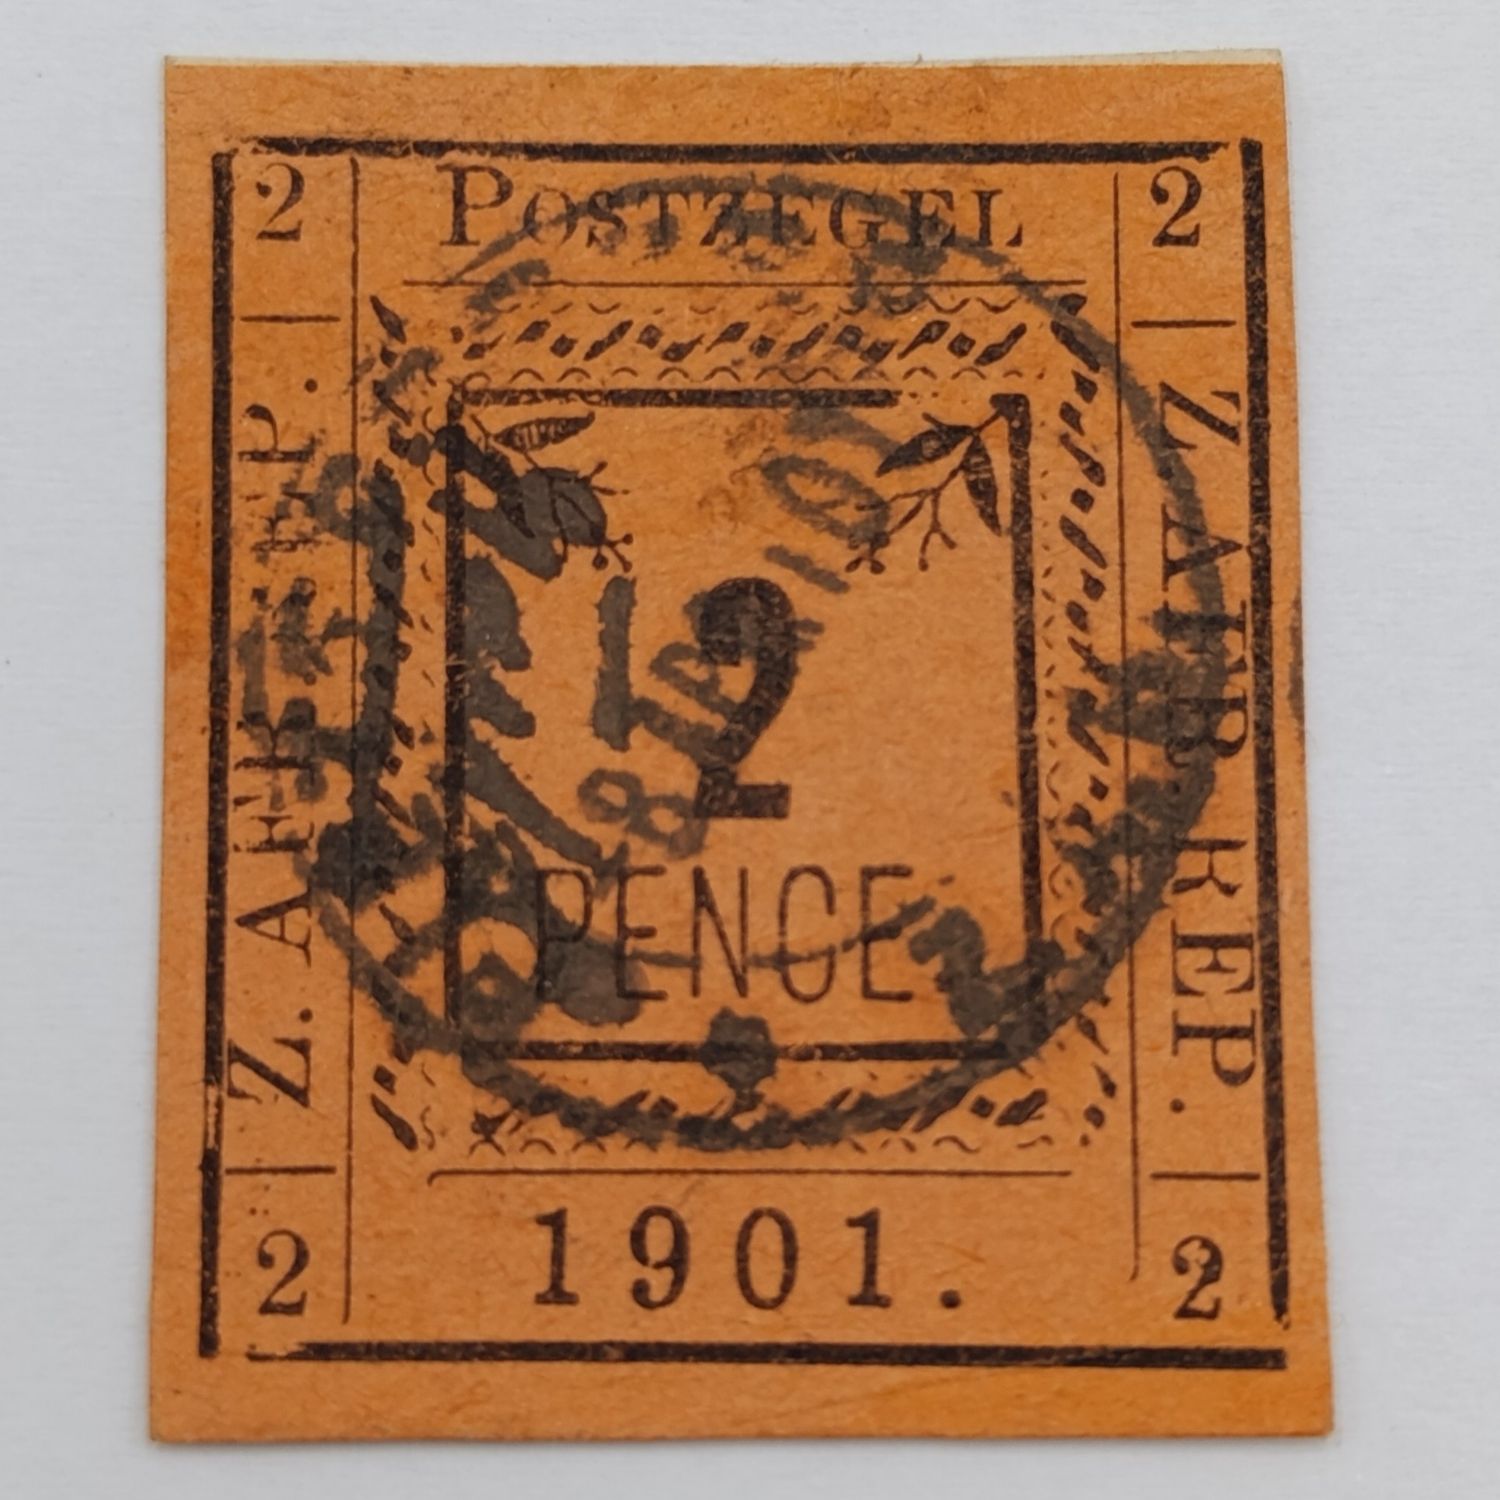 2 POSTZEGEL 2
Z. AFR. REP.
Z. AFR. REP.
2
PENCE
2 1901. 2